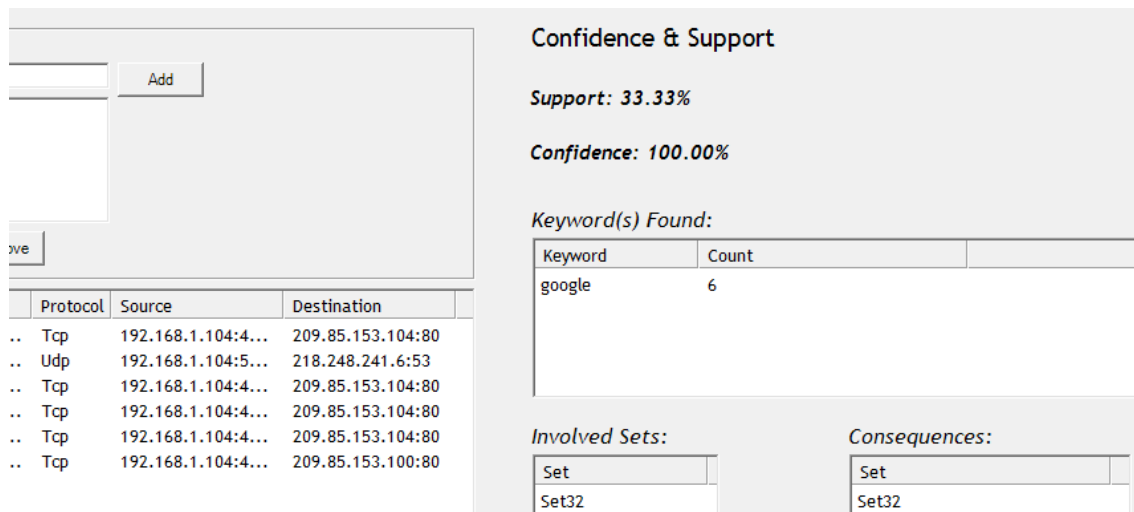 Confidence & Support
Add
Support: 33.33%
Confidence: 100.00%
Keyword(s) Found:
ove
Keyword Count
google 6
Protocol Source Destination
.. Tcp 192.168.1.104:4... 209.85.153.104:80
.. Udp 192.168.1.104:5... 218.248.241.6:53
.. Tcp 192.168.1.104:4... 209.85.153.104:80
.. Tcp 192.168.1.104:4... 209.85.153.104:80
.. Tcp 192.168.1.104:4... 209.85.153.104:80
.. Tcp 192.168.1.104:4... 209.85.153.100:80
Involved Sets: Consequences:
Set Set
Set32 Set32